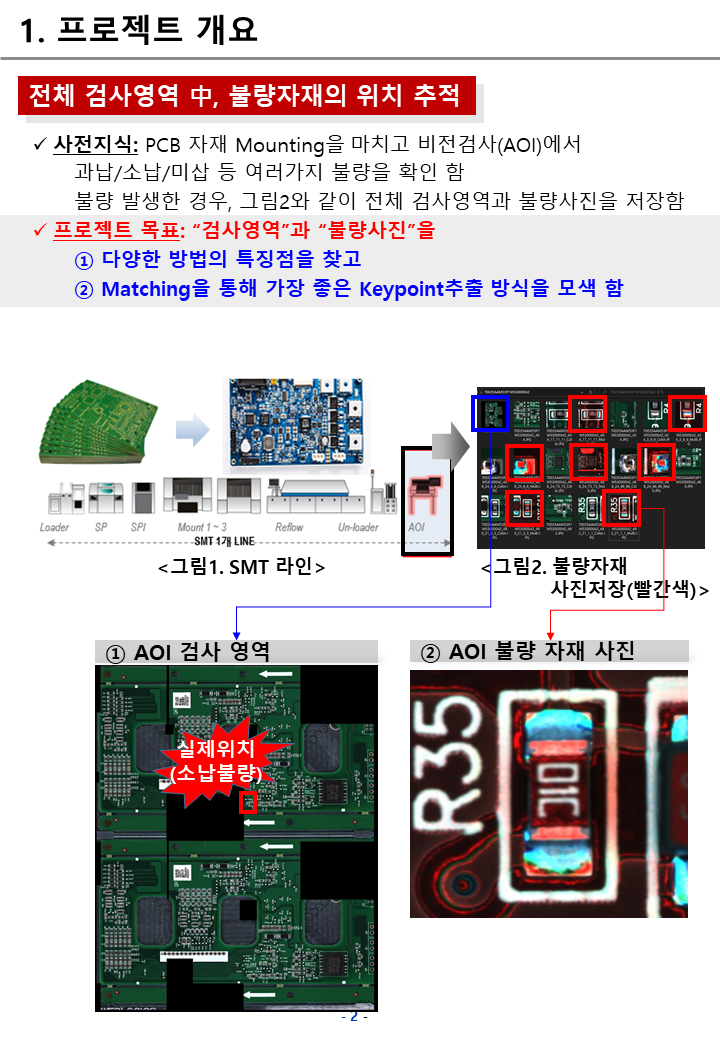 1. 프로젝트 개요
전체 검사영역 中, 불량자재의 위치 추적
✓ 사전지식: PCB 자재 Mounting을 마치고 비전검사(AOI)에서
과납/소납/미삽 등 여러가지 불량을 확인 함
불량 발생한 경우, 그림2와 같이 전체 검사영역과 불량사진을 저장함
✓ 프로젝트 목표: “검사영역”과 “불량사진”을
① 다양한 방법의 특징점을 찾고
② Matching을 통해 가장 좋은 Keypoint추출 방식을 모색 함
Loader SP SPI Mount 1 ~ 3 Reflow Un-loader AOI
SMT 1개 LINE
<그림1. SMT 라인>
<그림2. 불량자재
사진저장(빨간색)>
① AOI 검사 영역
실제위치
(소납불량)
② AOI 불량 자재 사진
R35
01C
- 2 -